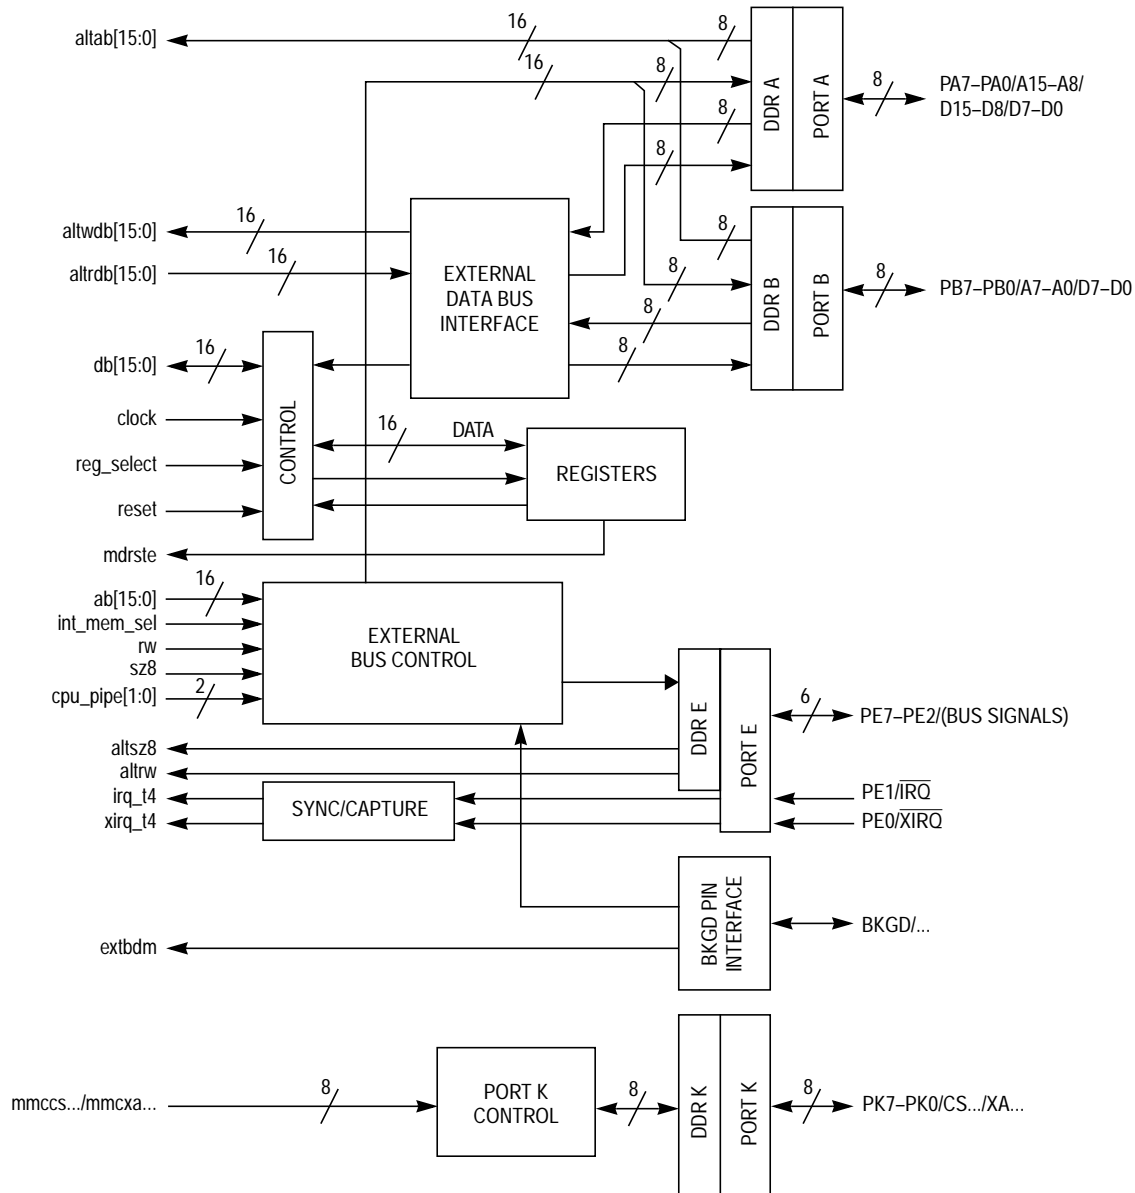 16
8
altab[15:0]
16
8
DDR A
PORT A
8
PA7–PA0/A15–A8/
D15–D8/D7–D0
8
8
16
altwdb[15:0]
8
16
altrdb[15:0]
EXTERNAL
DATA BUS
INTERFACE
8
DDR B
PORT B
8
PB7–PB0/A7–A0/D7–D0
8
8
16
db[15:0]
CONTROL
clock
16
DATA
reg_select
REGISTERS
reset
mdrste
16
ab[15:0]
int_mem_sel
rw
sz8
2
cpu_pipe[1:0]
EXTERNAL
BUS CONTROL
DDR E
PORT E
6
PE7–PE2/(BUS SIGNALS)
altsz8
altrw
irq_t4
xirq_t4
SYNC/CAPTURE
PE1/IRQ
PE0/XIRQ
BKGD PIN
INTERFACE
BKGD/...
extbdm
8
mmccs.../mmcxa...
PORT K
CONTROL
8
DDR K
PORT K
8
PK7–PK0/CS.../XA...